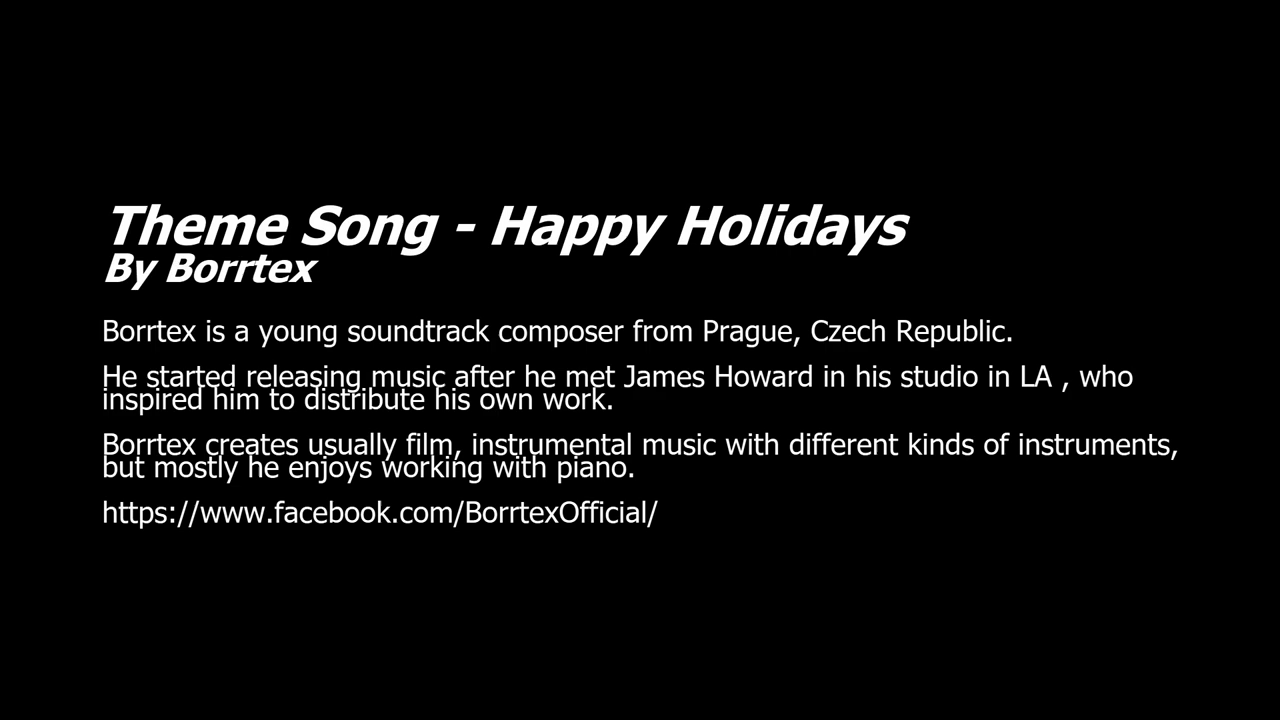 Theme Song - Happy Holidays
By Borrtex
Borrtex is a young soundtrack composer from Prague, Czech Republic.
He started releasing music after he met James Howard in his studio in LA , who
inspired him to distribute his own work.
Borrtex creates usually film, instrumental music with different kinds of instruments,
but mostly he enjoys working with piano.
https://www.facebook.com/BorrtexOfficial/